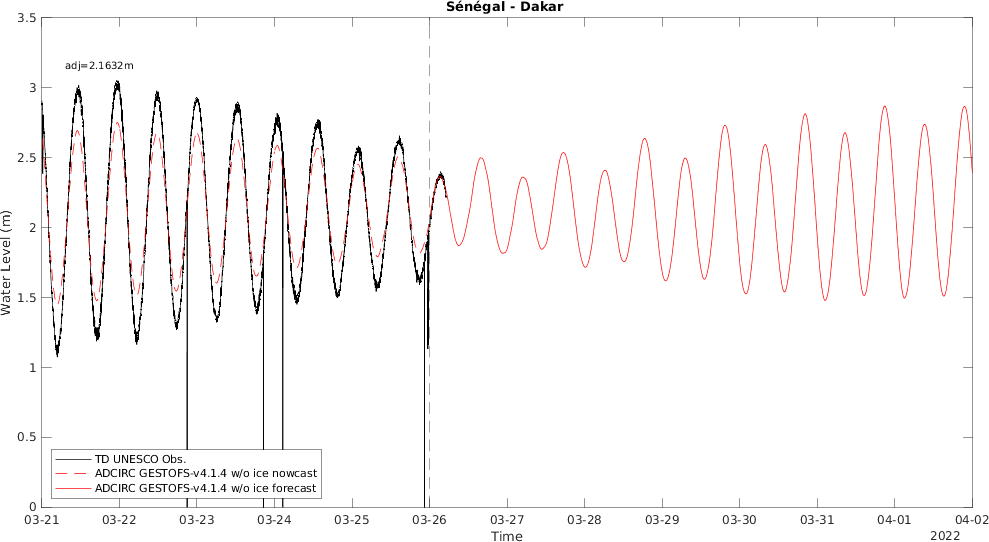 Sénégal - Dakar
adj=2.1632m
Water Level (m)
3.5
3
2.5
2
1.5
1
0.5
0
TD UNESCO Obs.
ADCIRC GESTOFS-v4.1.4 w/o ice nowcast
ADCIRC GESTOFS-v4.1.4 w/o ice forecast
03-21 03-22 03-23 03-24 03-25 03-26 03-27 03-28 03-29 03-30 03-31 04-01 04-02
Time
2022